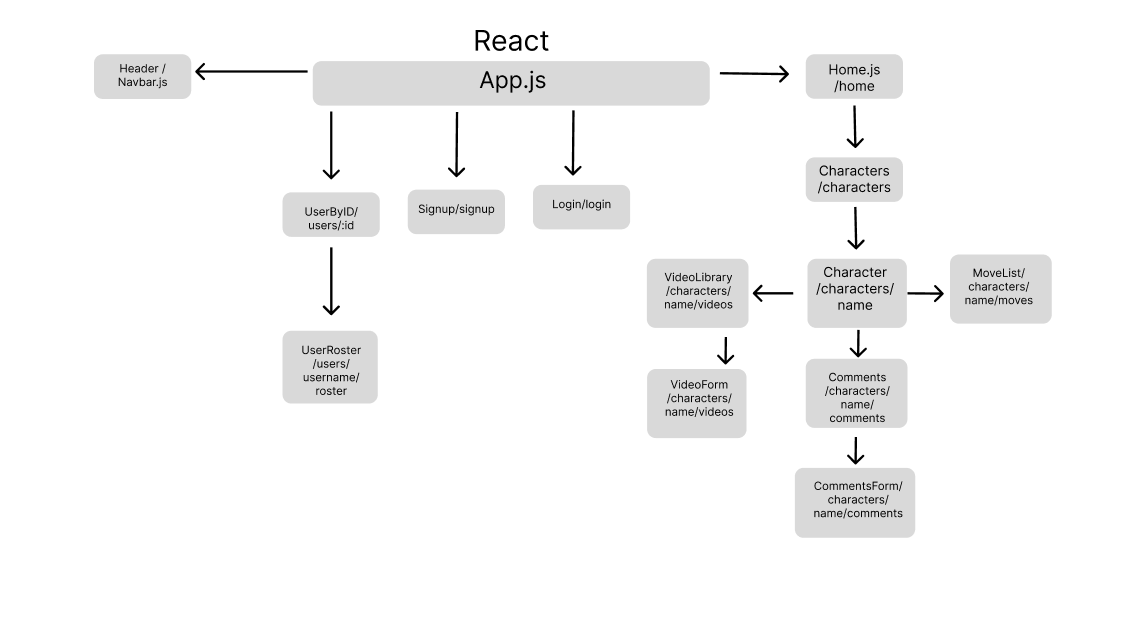 React
Header /
Navbar.js
App.js
Home.js
/home
Characters
/characters
UserByID/
users/:id
Signup/signup
Login/login
VideoLibrary
/characters/
name/videos
Character
/characters/
name
MoveList/
characters/
name/moves
UserRoster
/users/
username/
roster
VideoForm
/characters/
name/videos
Comments
/characters/
name/
comments
CommentsForm/
characters/
name/comments